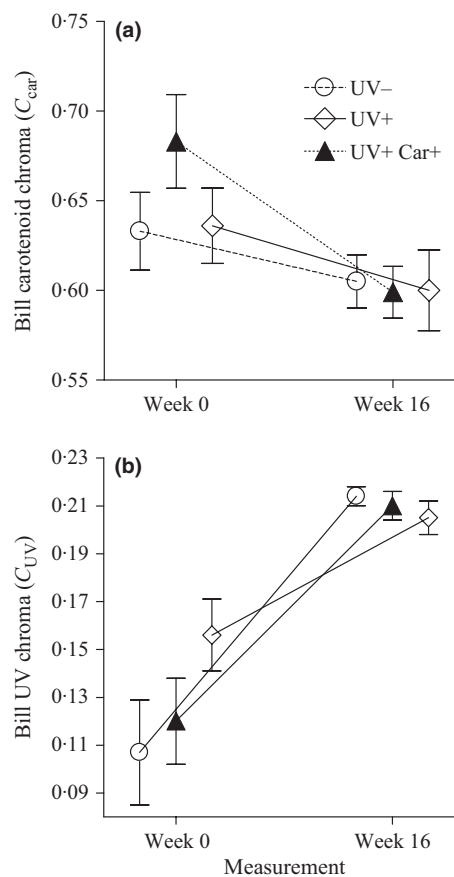 (a)
Bill carotenoid chroma (Ccar)
0·75
0·70
0·65
0·60
0·55
UV–
UV+
UV+ Car+
Week 0 Week 16
(b)
Bill UV chroma (CUV)
0·23
0·21
0·19
0·17
0·15
0·13
0·11
0·09
Week 0 Week 16
Measurement